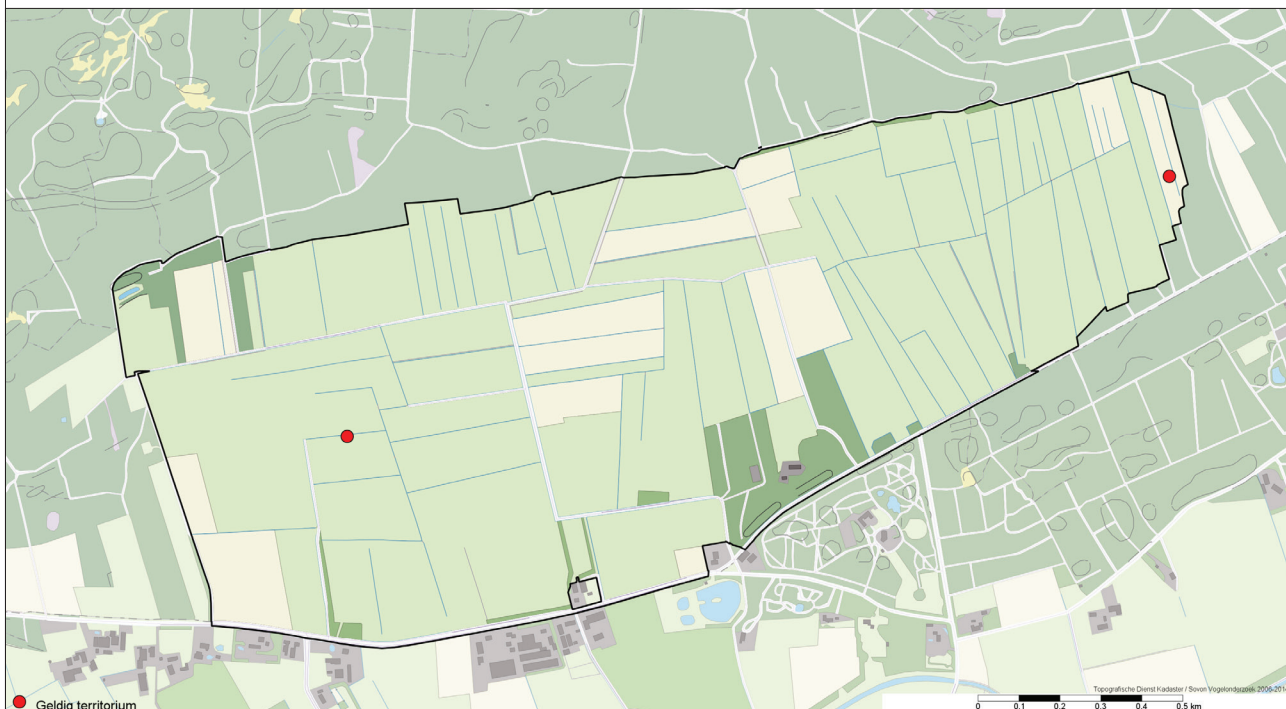 Topografische Dienst Kadaster / Sovon Vogelonderzoek 2006-201
Geldig territorium
0 0.1 0.2 0.3 0.4 0.5 km